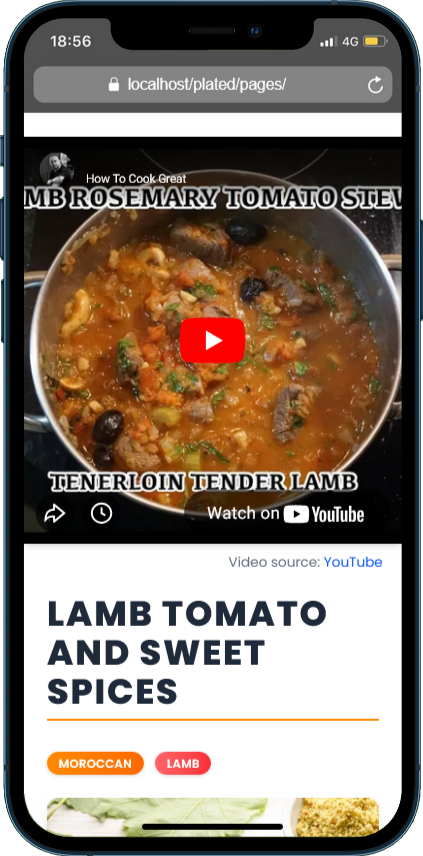 18:56
4G
localhost/plated/pages/
How To Cook Great
MB ROSEMARY TOMATO STEW
TENERLOIN TENDER LAMB
Watch on YouTube
Video source: YouTube
LAMB TOMATO
AND SWEET
SPICES
MOROCCAN LAMB